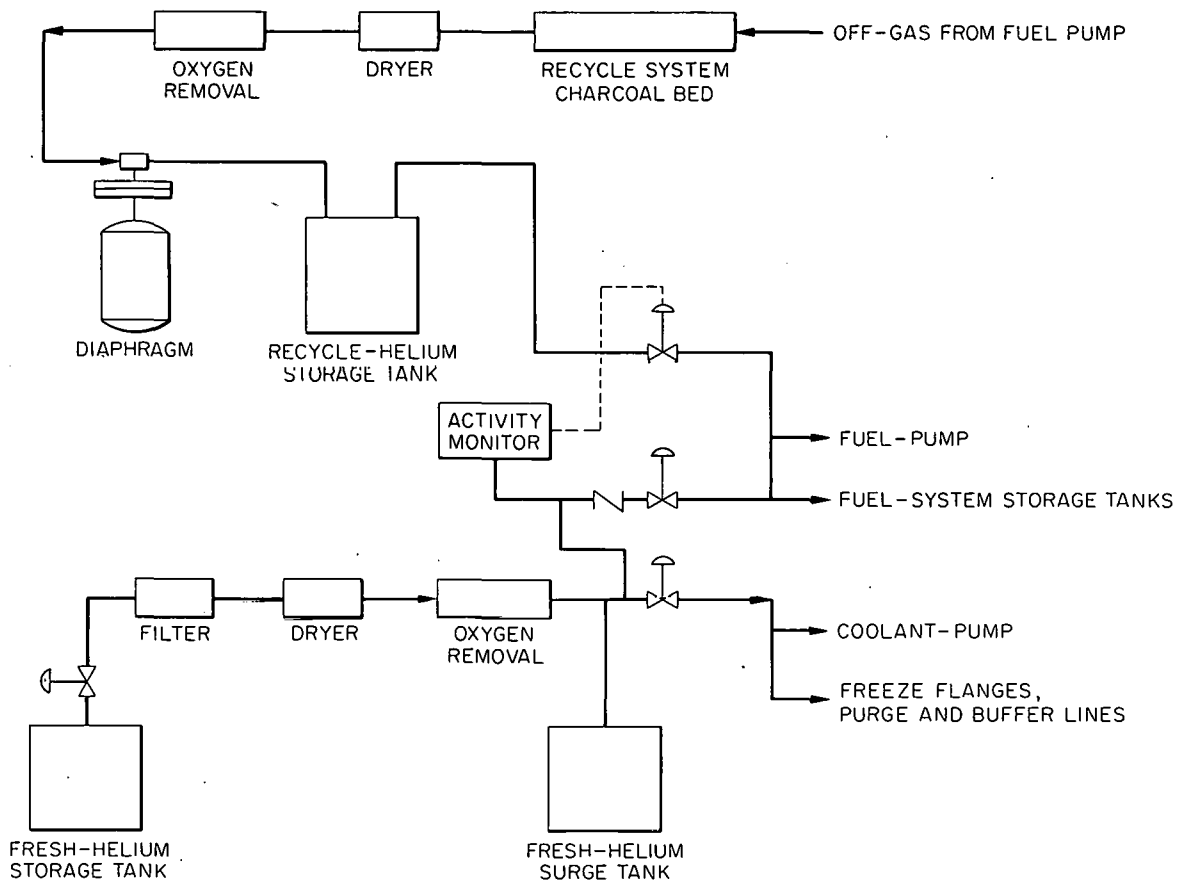 OFF-GAS FROM FUEL PUMP
OXYGEN
REMOVAL
DRYER
RECYCLE SYSTEM
CHARCOAL BED
DIAPHRAGM
RECYCLE-HELIUM
STORAGE TANK
ACTIVITY
MONITOR
FUEL-PUMP
FUEL-SYSTEM STORAGE TANKS
FILTER
DRYER
OXYGEN
REMOVAL
COOLANT-PUMP
FREEZE FLANGES,
PURGE AND BUFFER LINES
FRESH-HELIUM
STORAGE TANK
FRESH-HELIUM
SURGE TANK